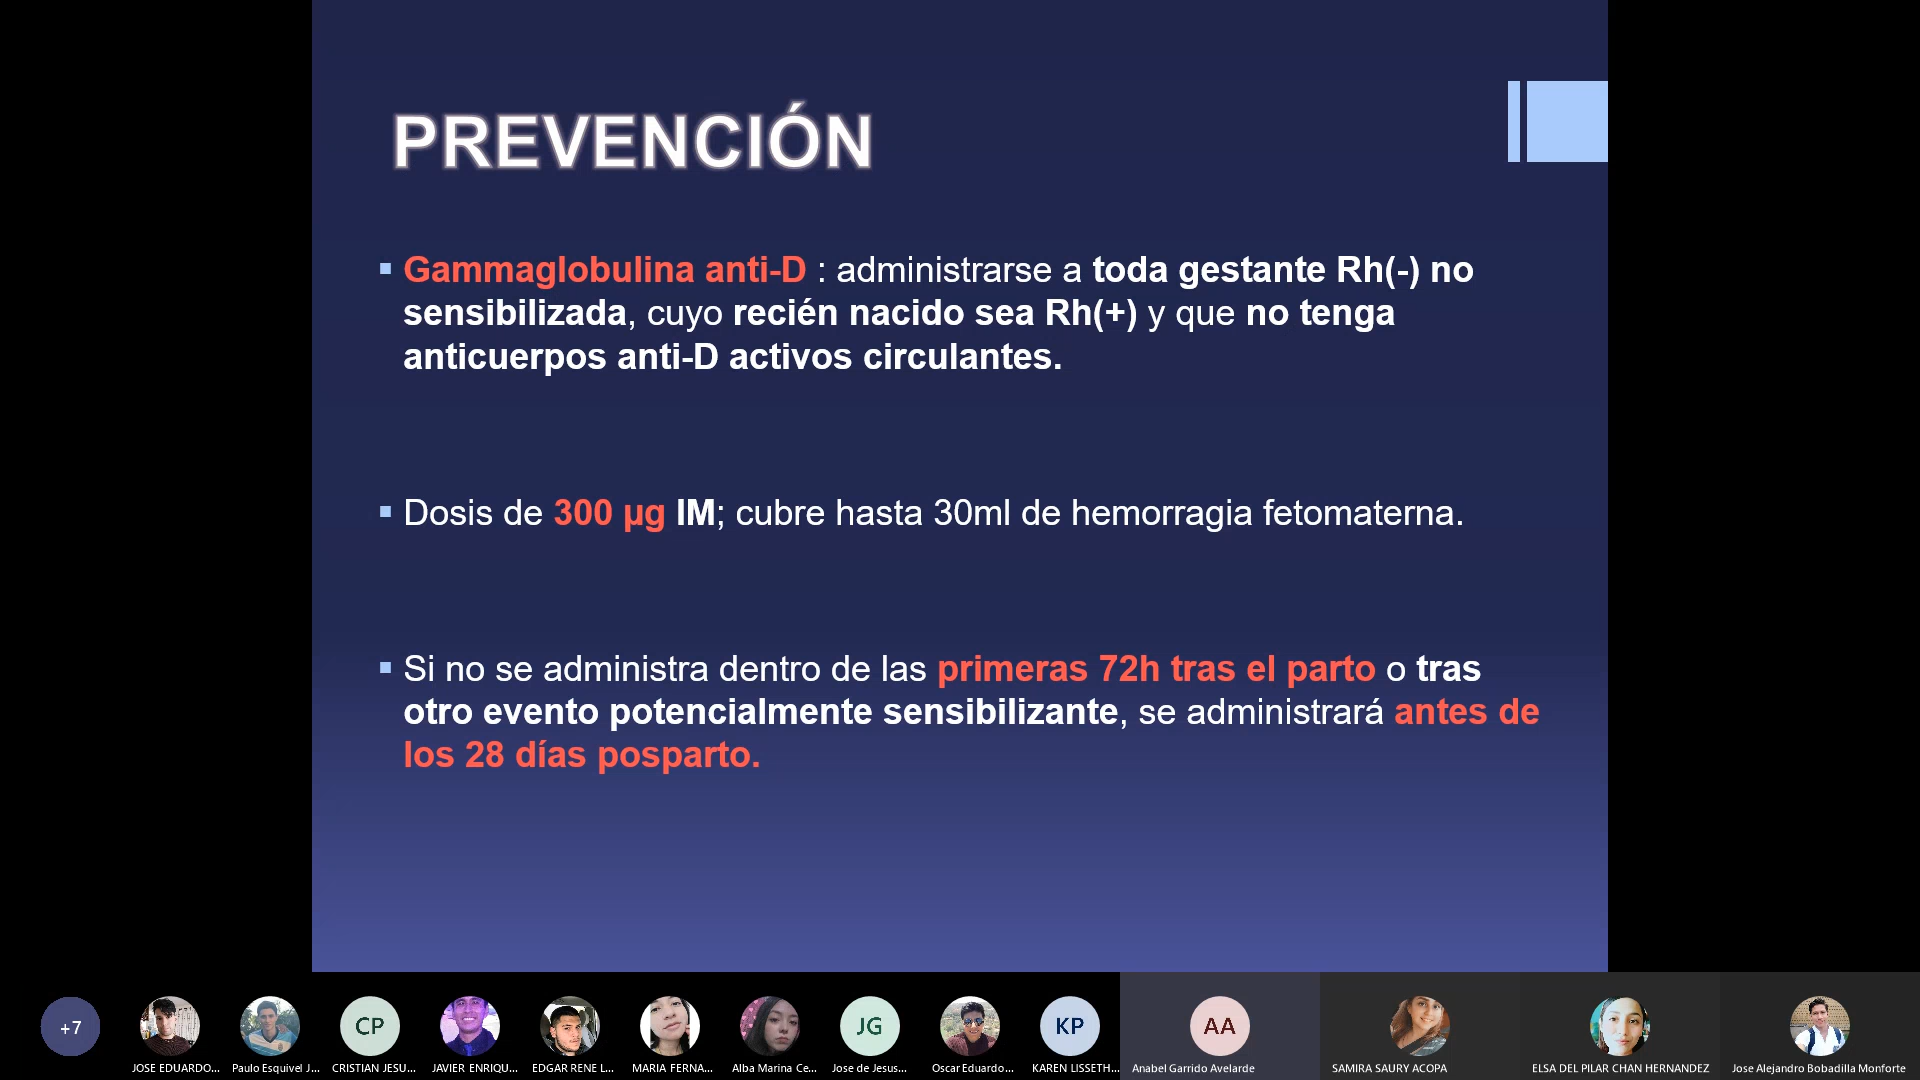 PREVENCIÓN
▪ Gammaglobulina anti-D : administrarse a toda gestante Rh(-) no
sensibilizada, cuyo recién nacido sea Rh(+) y que no tenga
anticuerpos anti-D activos circulantes.
▪ Dosis de 300 µg IM; cubre hasta 30ml de hemorragia fetomaterna.
▪ Si no se administra dentro de las primeras 72h tras el parto o tras
otro evento potencialmente sensibilizante, se administrará antes de
los 28 días posparto.
+7
CP
JG
KP
AA
JOSE EDUARDO...
Paulo Esquivel J...
CRISTIAN JESU...
JAVIER ENRIQU...
EDGAR RENE L...
MARIA FERNA...
Alba Marina Ce...
Jose de Jesus...
Oscar Eduardo...
KAREN LISSETH...
Anabel Garrido Avelarde
SAMIRA SAURY ACOPA
ELSA DEL PILAR CHAN HERNANDEZ
Jose Alejandro Bobadilla Monforte